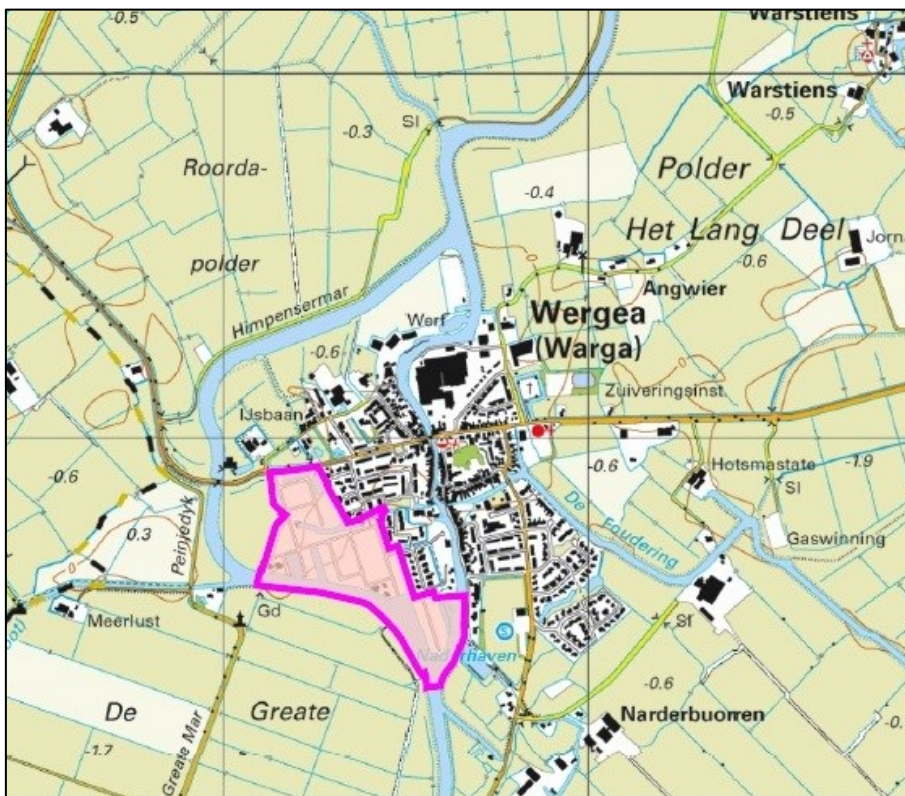 -0.5
Warstiens
Warstiens
-0.5
Sl
-0.3
Roorda-
polder
-0.4
Polder
Het Lang Deel
-0.6
Jorna
Angwier
Himpensermar
Werf
Wergea
(Warga)
-0.6
Zuiveringsinst.
IJsbaan
-0.6
-0.6
Hotsmastate
-1.9
Sl
Peinjedyk
0.3
De Foudering
Gaswinning
Gd
Meerlust
S
Naderhaven
Sl
De Greate
Greate Mar
-0.6
Narderbuorren
-1.7